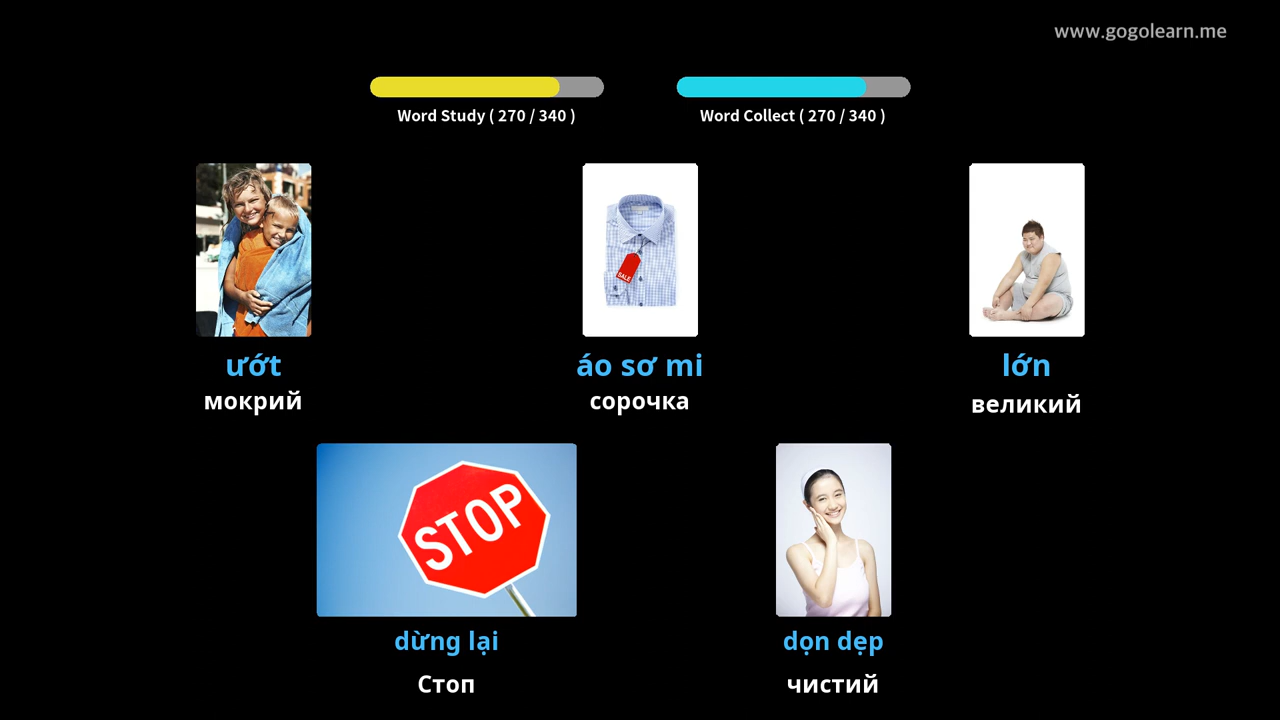 www.gogolearn.me
Word Study ( 270 / 340 )
Word Collect ( 270 / 340 )
SALE
ướt
мокрий
áo sơ mi
сорочка
lớn
великий
STOP
dừng lại
Стоп
dọn dẹp
чистий